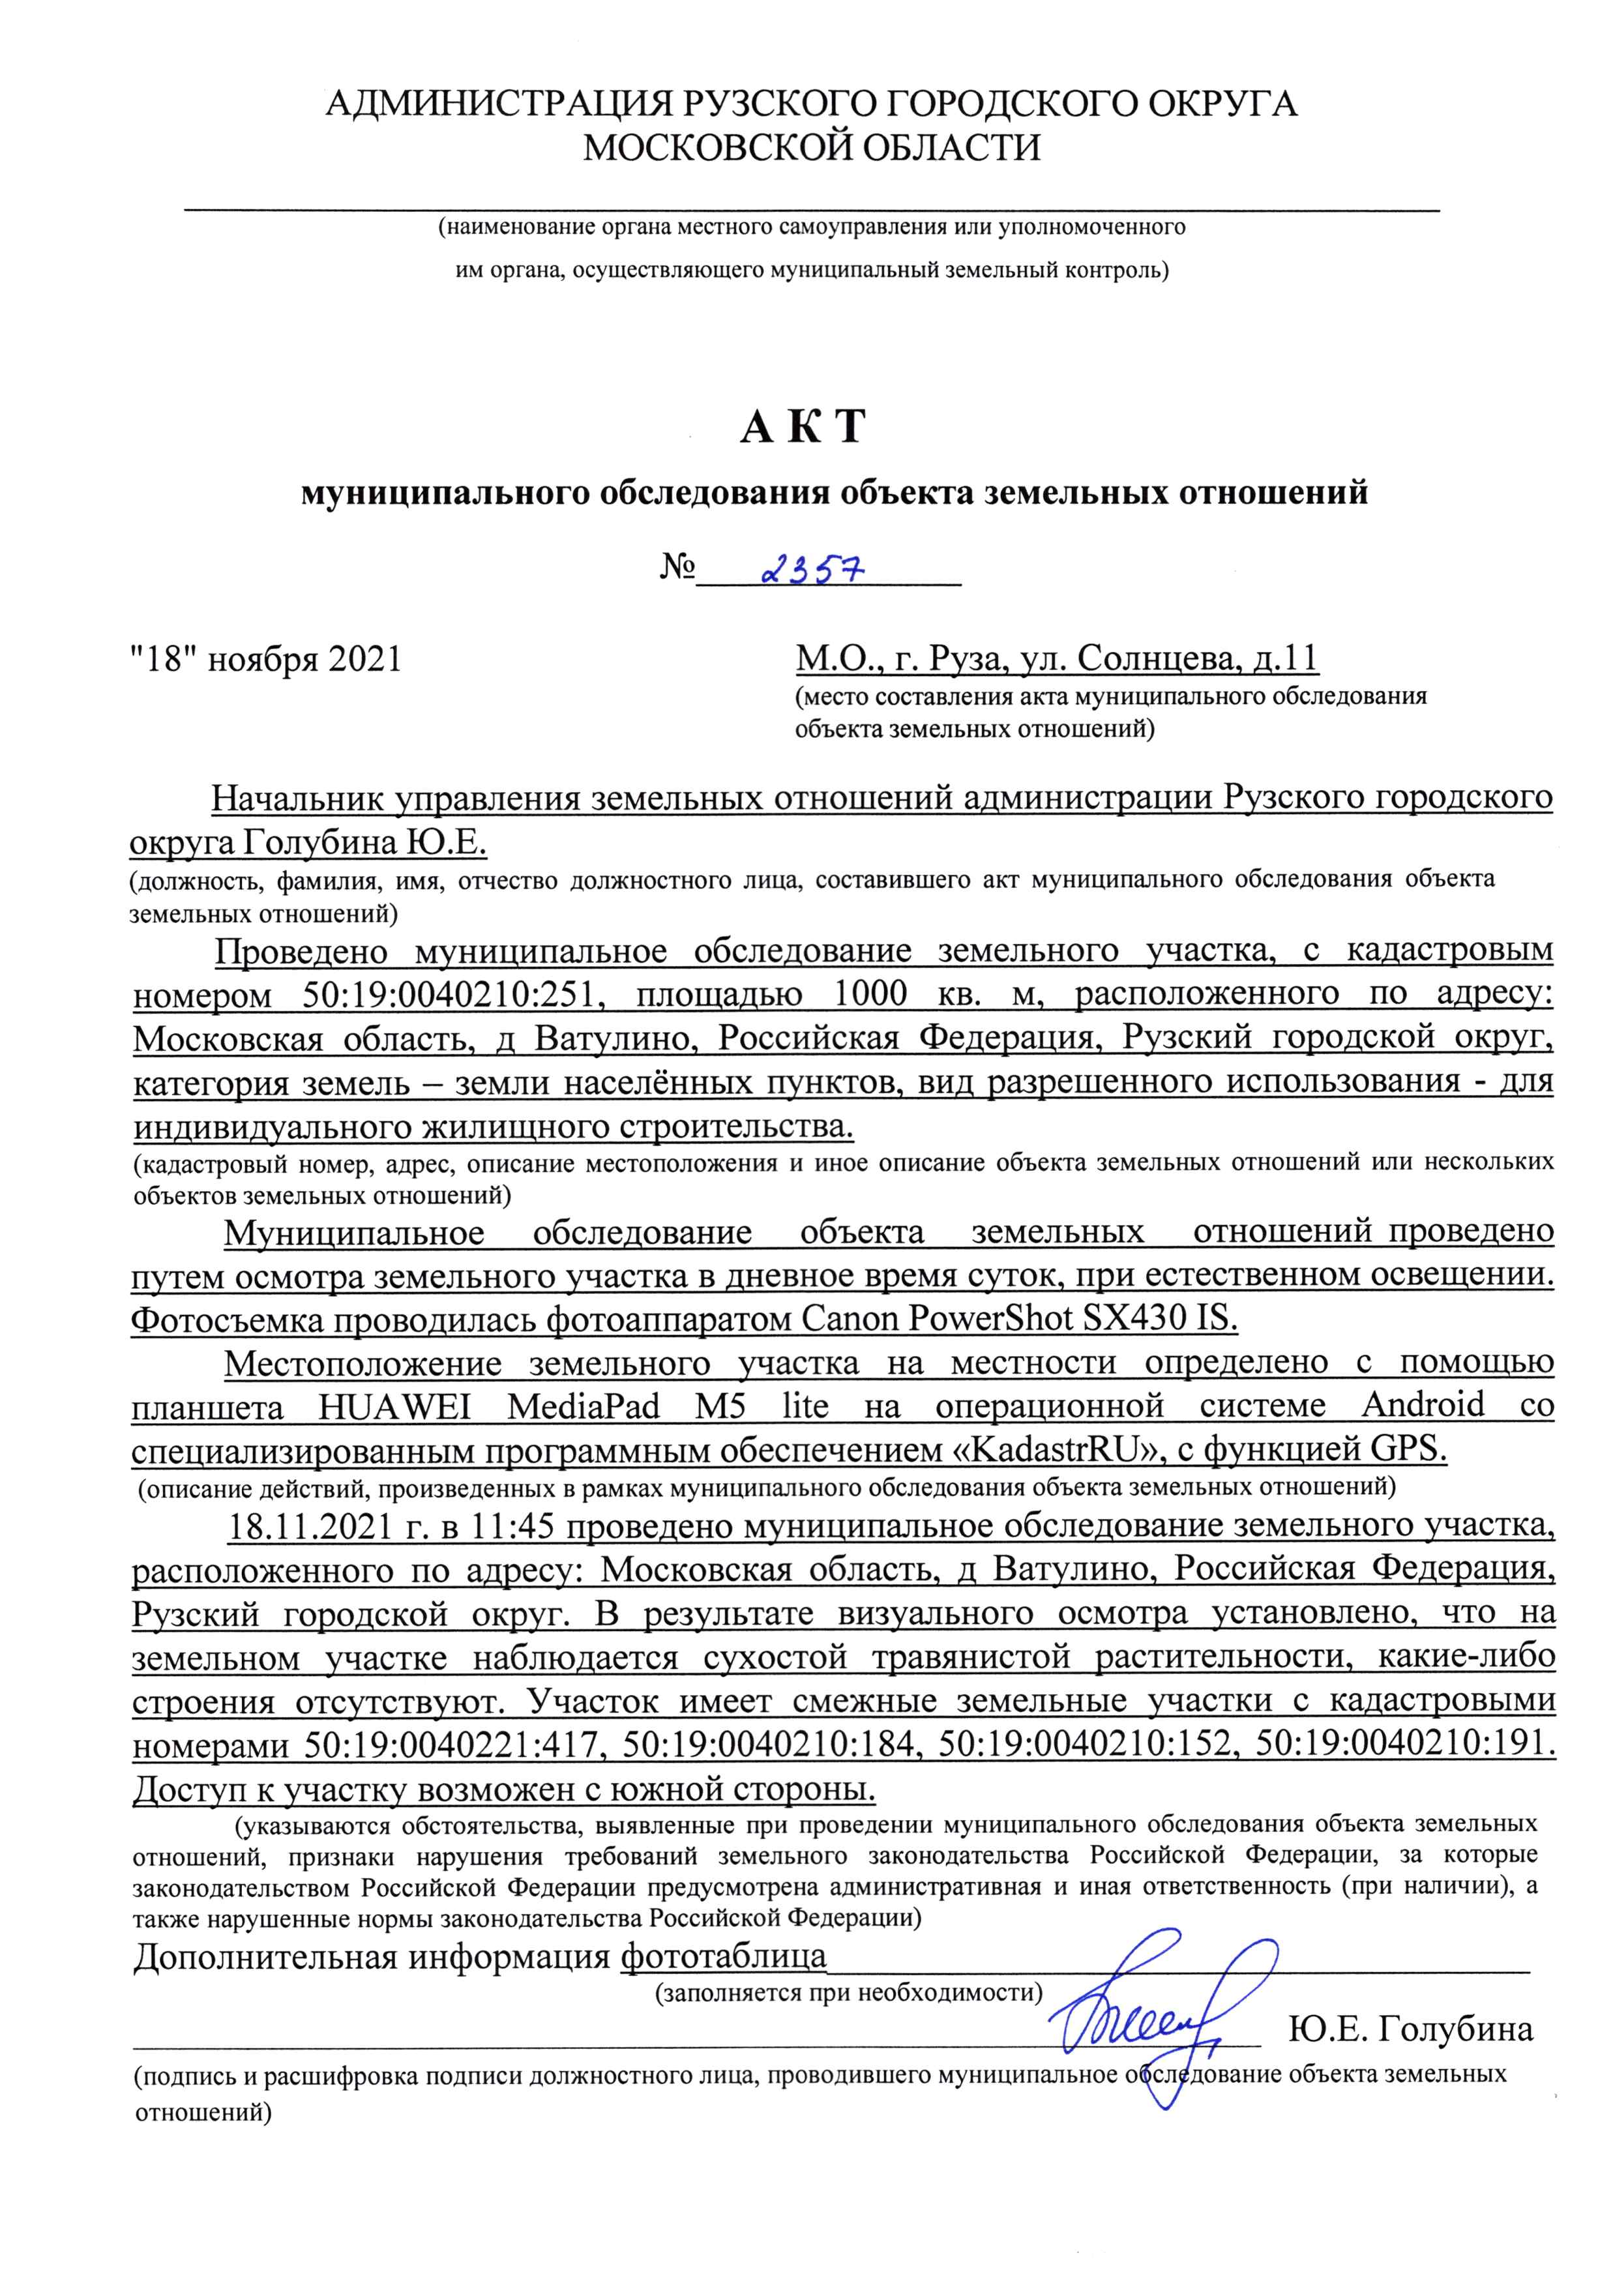 АДМИНИСТРАЦИЯ РУЗСКОГО ГОРОДСКОГО ОКРУГА
МОСКОВСКОЙ ОБЛАСТИ
(наименование органа местного самоуправления или уполномоченного
им органа, осуществляющего муниципальный земельный контроль)
А К Т
муниципального обследования объекта земельных отношений
№ 2357
"18" ноября 2021
М.О., г. Руза, ул. Солнцева, д.11
(место составления акта муниципального обследования
объекта земельных отношений)
Начальник управления земельных отношений администрации Рузского городского
округа Голубина Ю.Е.
(должность, фамилия, имя, отчество должностного лица, составившего акт муниципального обследования объекта
земельных отношений)
Проведено муниципальное обследование земельного участка, с кадастровым
номером 50:19:0040210:251, площадью 1000 кв. м, расположенного по адресу:
Московская область, д Ватулино, Российская Федерация, Рузский городской округ,
категория земель – земли населённых пунктов, вид разрешенного использования - для
индивидуального жилищного строительства.
(кадастровый номер, адрес, описание местоположения и иное описание объекта земельных отношений или нескольких
объектов земельных отношений)
Муниципальное обследование объекта земельных отношений проведено
путем осмотра земельного участка в дневное время суток, при естественном освещении.
Фотосъемка проводилась фотоаппаратом Canon PowerShot SX430 IS.
Местоположение земельного участка на местности определено с помощью
планшета HUAWEI MediaPad M5 lite на операционной системе Android со
специализированным программным обеспечением «KadastrRU», с функцией GPS.
(описание действий, произведенных в рамках муниципального обследования объекта земельных отношений)
18.11.2021 г. в 11:45 проведено муниципальное обследование земельного участка,
расположенного по адресу: Московская область, д Ватулино, Российская Федерация,
Рузский городской округ. В результате визуального осмотра установлено, что на
земельном участке наблюдается сухостой травянистой растительности, какие-либо
строения отсутствуют. Участок имеет смежные земельные участки с кадастровыми
номерами 50:19:0040221:417, 50:19:0040210:184, 50:19:0040210:152, 50:19:0040210:191.
Доступ к участку возможен с южной стороны.
(указываются обстоятельства, выявленные при проведении муниципального обследования объекта земельных
отношений, признаки нарушения требований земельного законодательства Российской Федерации, за которые
законодательством Российской Федерации предусмотрена административная и иная ответственность (при наличии), а
также нарушенные нормы законодательства Российской Федерации)
Дополнительная информация фототаблица
(заполняется при необходимости)
Ю.Е. Голубина
(подпись и расшифровка подписи должностного лица, проводившего муниципальное обследование объекта земельных
отношений)